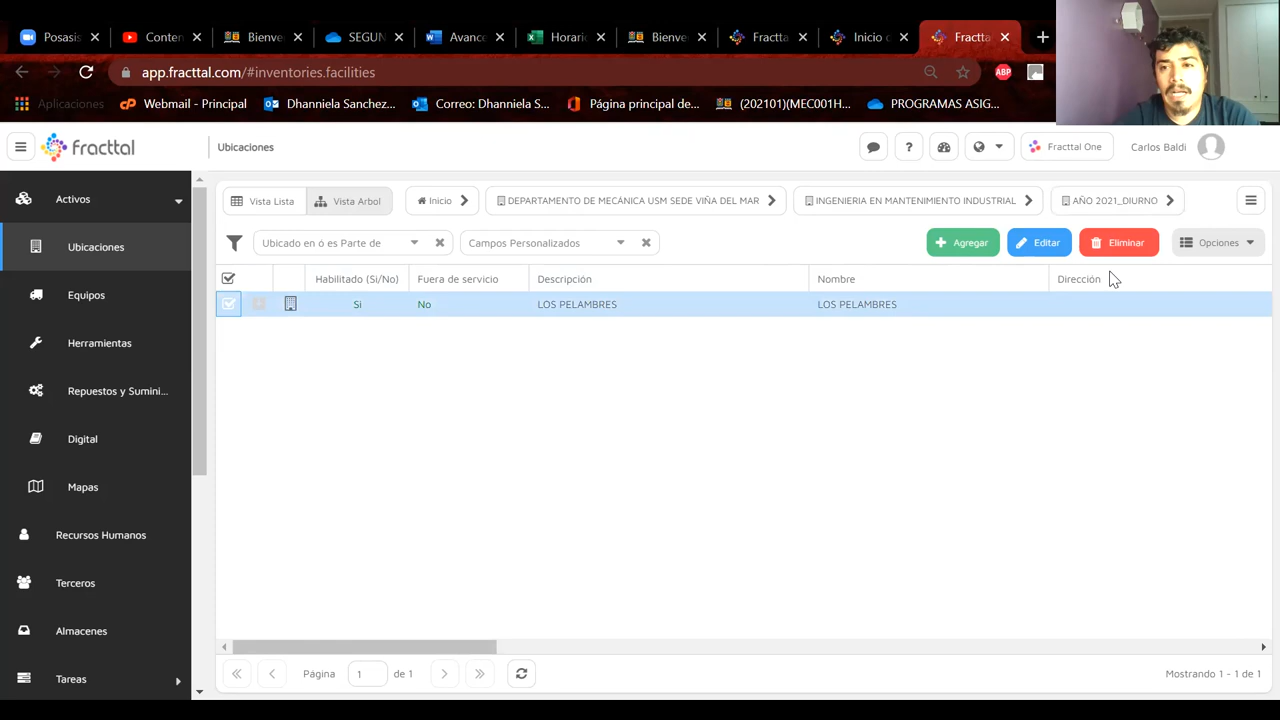 Posasis
Conten
Bienve
SEGUN
Avance
Horario
Bienve
Fractta
Inicio c
Fractta
app.fracttal.com/#inventories.facilities
ABP
Aplicaciones
Webmail - Principal
Dhanniela Sanchez...
Correo: Dhanniela S...
Página principal de...
(202101)(MEC001H...
PROGRAMAS ASIG...
fracttal
Ubicaciones
Fracttal One
Carlos Baldi
Activos
Ubicaciones
Equipos
Herramientas
Repuestos y Sumini...
Digital
Mapas
Recursos Humanos
Terceros
Almacenes
Tareas
Vista Lista
Vista Arbol
Inicio
DEPARTAMENTO DE MECÁNICA USM SEDE VIÑA DEL MAR
INGENIERIA EN MANTENIMIENTO INDUSTRIAL
AÑO 2021_DIURNO
Ubicado en ó es Parte de
Campos Personalizados
Agregar
Editar
Eliminar
Opciones
Habilitado (Si/No)
Fuera de servicio
Descripción
Nombre
Dirección
Si
No
LOS PELAMBRES
LOS PELAMBRES
Página
1
de 1
Mostrando 1 - 1 de 1